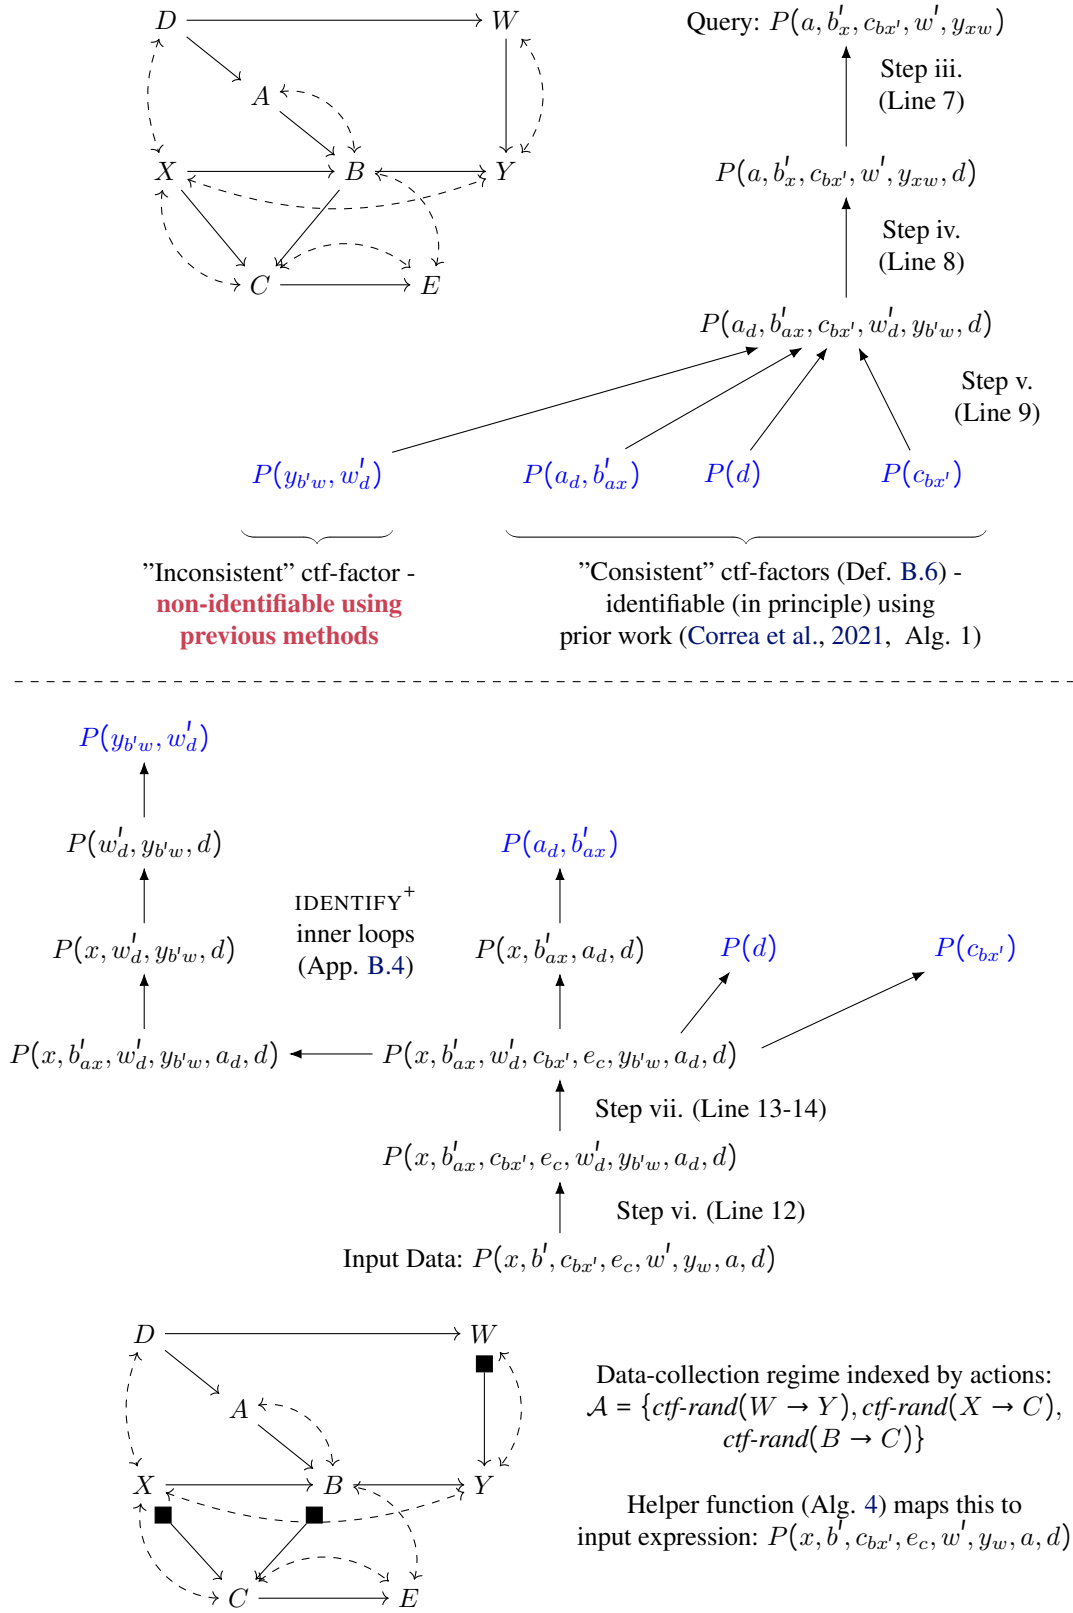 D W
A
X B Y
C E
Query: P(a, b'ₓ, c_{bx'}, w', y_{xw})
Step iii.
(Line 7)
P(a, b'ₓ, c_{bx'}, w', y_{xw}, d)
Step iv.
(Line 8)
P(a_d, b'_{ax}, c_{bx'}, w'_d, y_{b'w}, d)
Step v.
(Line 9)
P(y_{b'w}, w'_d) P(a_d, b'_{ax}) P(d) P(c_{bx'})
”Inconsistent” ctf-factor -
non-identifiable using
previous methods
”Consistent” ctf-factors (Def. B.6) -
identifiable (in principle) using
prior work (Correa et al., 2021, Alg. 1)
P(y_{b'w}, w'_d)
P(w'_d, y_{b'w}, d) P(a_d, b'_{ax})
IDENTIFY⁺
inner loops
(App. B.4)
P(x, w'_d, y_{b'w}, d) P(x, b'_{ax}, a_d, d) P(d) P(c_{bx'})
P(x, b'_{ax}, w'_d, y_{b'w}, a_d, d) P(x, b'_{ax}, w'_d, c_{bx'}, e_c, y_{b'w}, a_d, d)
Step vii. (Line 13-14)
P(x, b'_{ax}, c_{bx'}, e_c, w'_d, y_{b'w}, a_d, d)
Step vi. (Line 12)
Input Data: P(x, b', c_{bx'}, e_c, w', y_w, a, d)
D W
A
X B Y
C E
Data-collection regime indexed by actions:
𝒜 = {ctf-rand(W → Y), ctf-rand(X → C),
ctf-rand(B → C)}
Helper function (Alg. 4) maps this to
input expression: P(x, b', c_{bx'}, e_c, w', y_w, a, d)